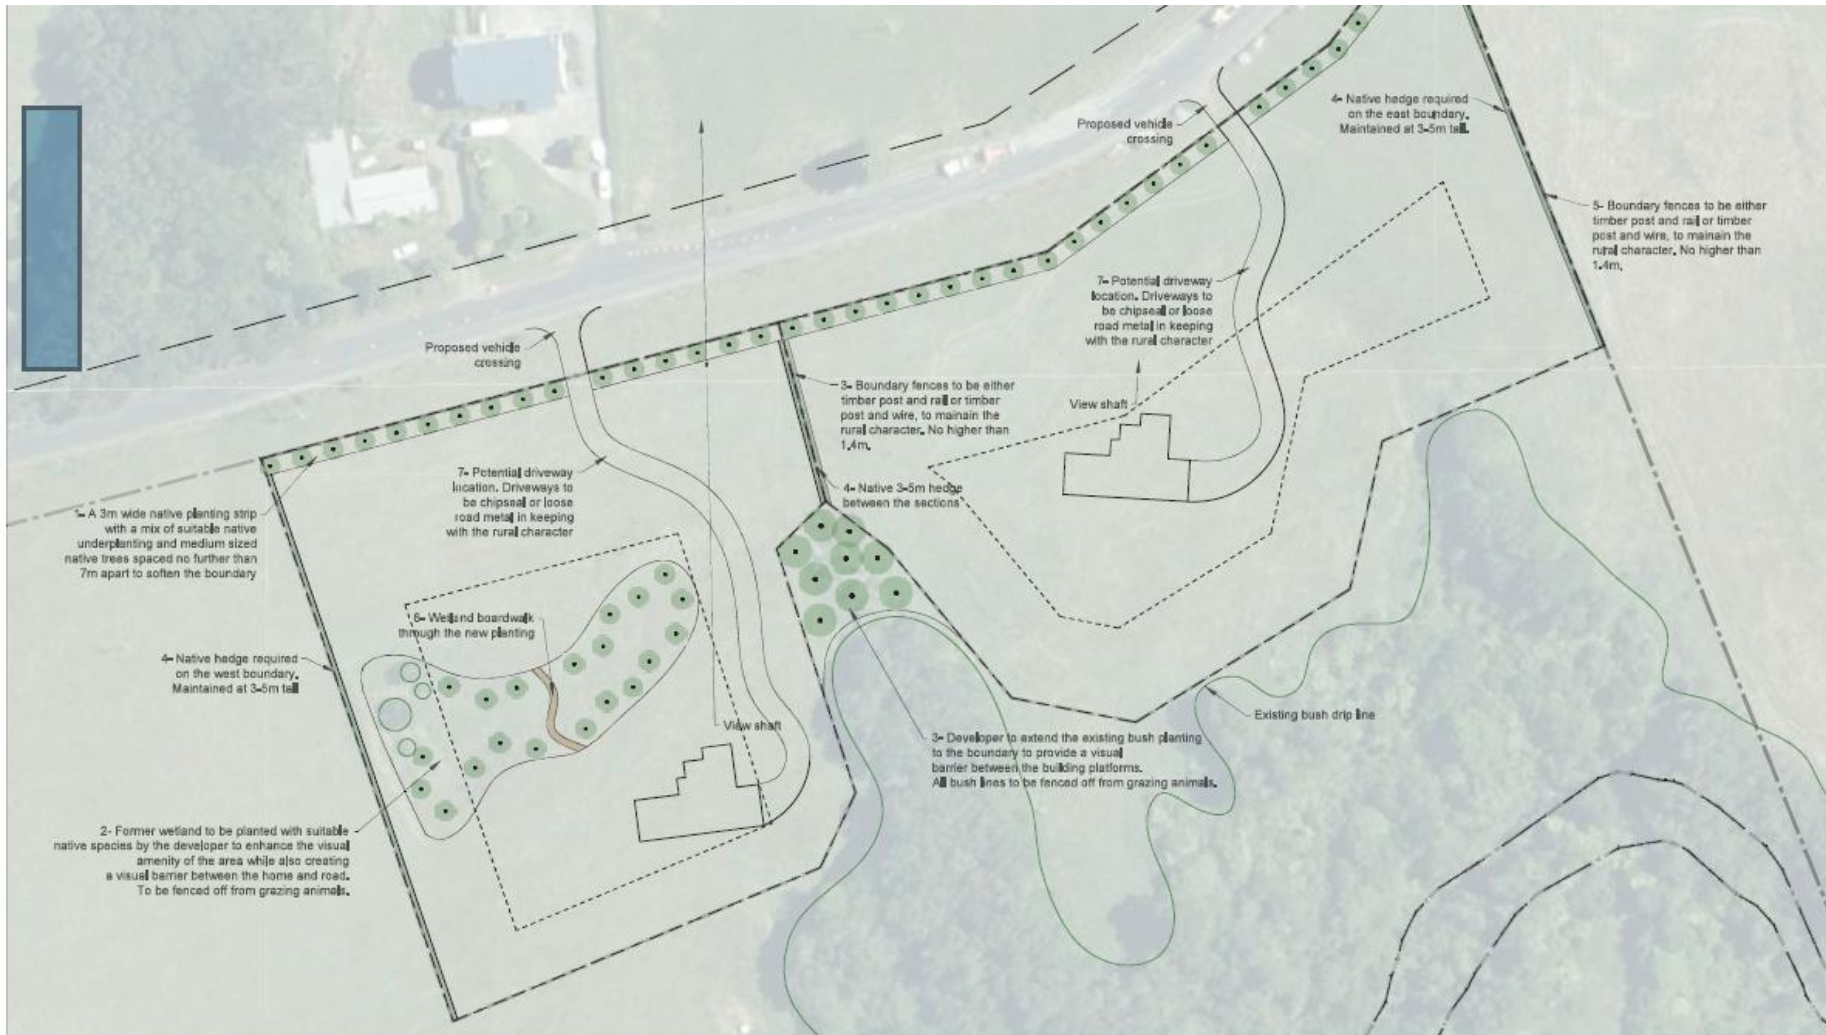 4- Native hedge required
on the east boundary.
Maintained at 3-5m tall.
Proposed vehicle
crossing
5- Boundary fences to be either
timber post and rail or timber
post and wire, to mainain the
rural character. No higher than
1.4m.
7- Potential driveway
location. Driveways to
be chipseal or loose
road metal in keeping
with the rural character
Proposed vehicle
crossing
3- Boundary fences to be either
timber post and rail or timber
post and wire, to mainain the
rural character. No higher than
1.4m.
View shaft
7- Potential driveway
location. Driveways to
be chipseal or loose
road metal in keeping
with the rural character
4- Native 3-5m hedge
between the sections
1- A 3m wide native planting strip
with a mix of suitable native
underplanting and medium sized
native trees spaced no further than
7m apart to soften the boundary
6- Wetland boardwalk
through the new planting
4- Native hedge required
on the west boundary.
Maintained at 3-5m tall
View shaft
Existing bush drip line
3- Developer to extend the existing bush planting
to the boundary to provide a visual
barrier between the building platforms.
All bush lines to be fenced off from grazing animals.
2- Former wetland to be planted with suitable
native species by the developer to enhance the visual
amenity of the area while also creating
a visual barrier between the home and road.
To be fenced off from grazing animals.